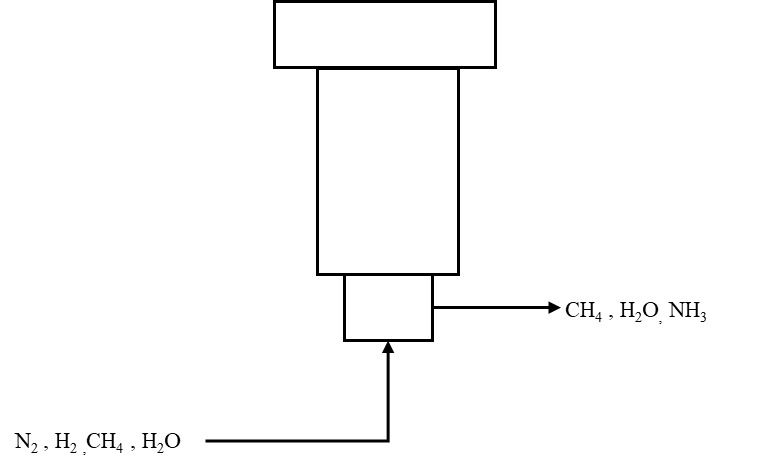 CH₄ , H₂O, NH₃
N₂ , H₂ ,CH₄ , H₂O